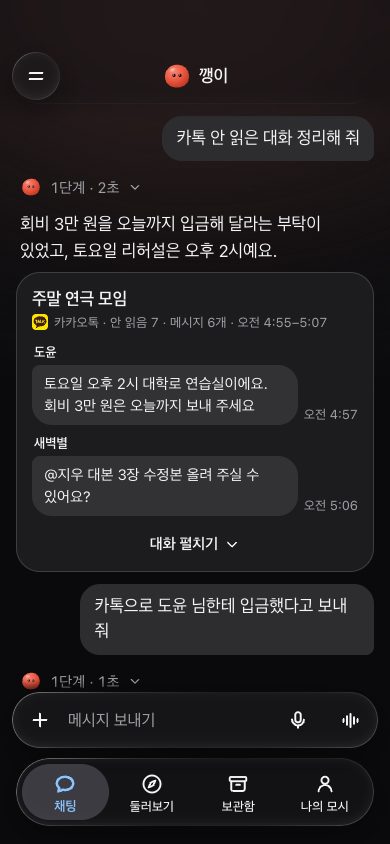 깽이
카톡 안 읽은 대화 정리해 줘
1단계 · 2초
회비 3만 원을 오늘까지 입금해 달라는 부탁이
있었고, 토요일 리허설은 오후 2시예요.
주말 연극 모임
카카오톡 · 안 읽음 7 · 메시지 6개 · 오전 4:55–5:07
도윤
토요일 오후 2시 대학로 연습실이에요.
회비 3만 원은 오늘까지 보내 주세요
오전 4:57
새벽별
@지우 대본 3장 수정본 올려 주실 수
있어요?
오전 5:06
대화 펼치기
카톡으로 도윤 님한테 입금했다고 보내
줘
1단계 · 1초
메시지 보내기
채팅
둘러보기
보관함
나의 모시